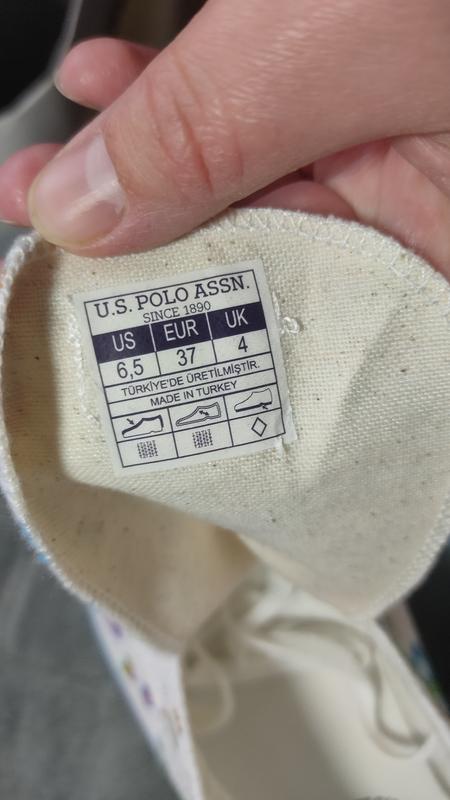 U.S. POLO ASSN.
SINCE 1890
US EUR UK
6,5 37 4
TÜRKİYE'DE ÜRETİLMİŞTİR.
MADE IN TURKEY